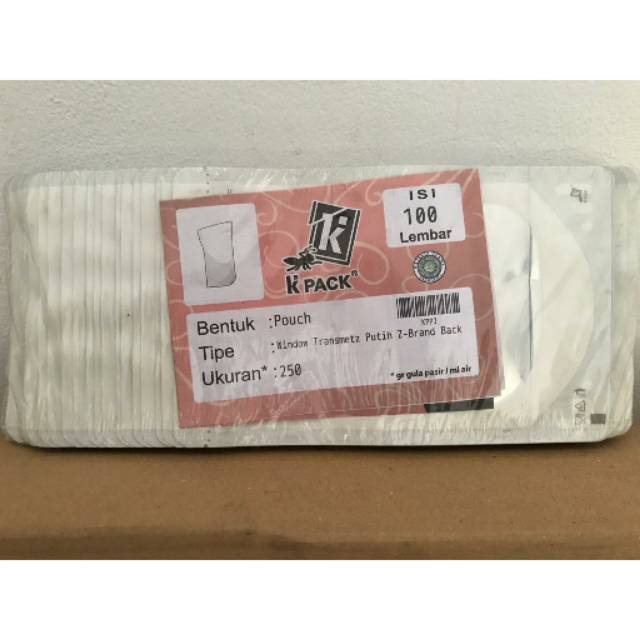 ISI
100
Lembar
k
k PACK®
Bentuk :Pouch
Tipe :Window Transmetz Putih Z-Brand Back
Ukuran* :250
KPP2
* gr gula pasir / ml air